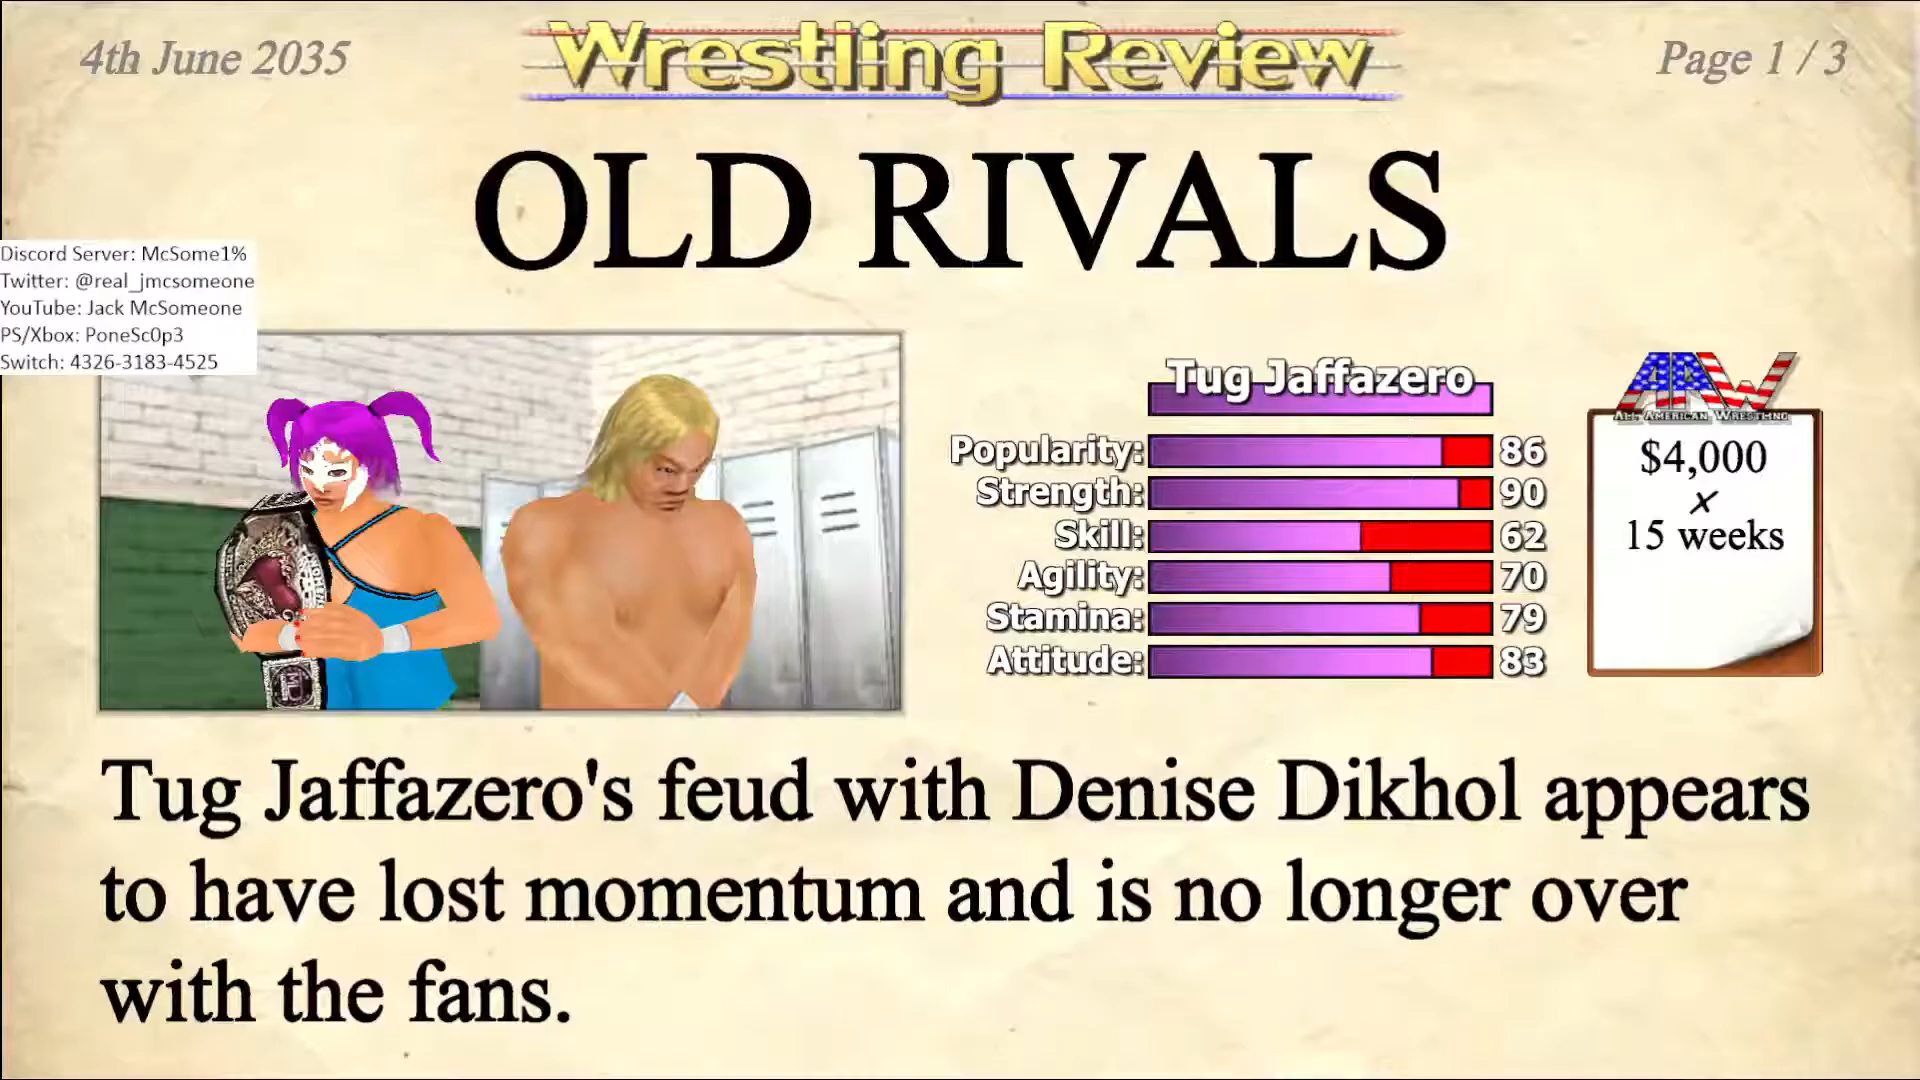 4th June 2035
Wrestling Review
Page 1 / 3
OLD RIVALS
Discord Server: McSome1%
Twitter: @real_jmcsomeone
YouTube: Jack McSomeone
PS/Xbox: PoneSc0p3
Switch: 4326-3183-4525
Tug Jaffazero
Popularity: 86
Strength: 90
Skill: 62
Agility: 70
Stamina: 79
Attitude: 83
AAW
ALL AMERICAN WRESTLING
$4,000
x
15 weeks
Tug Jaffazero's feud with Denise Dikhol appears
to have lost momentum and is no longer over
with the fans.